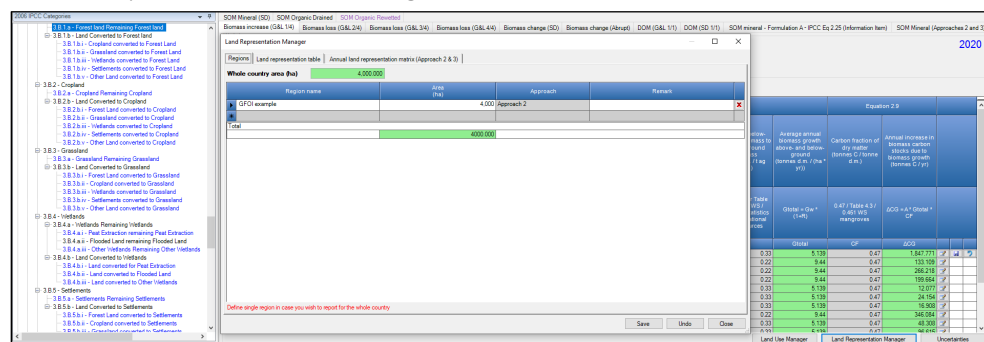 2006 IPCC Categories
3.B.1.a - Forest land Remaining Forest land
3.B.1.b - Land Converted to Forest land
3.B.1.b.i - Cropland converted to Forest Land
3.B.1.b.ii - Grassland converted to Forest Land
3.B.1.b.iii - Wetlands converted to Forest Land
3.B.1.b.iv - Settlements converted to Forest Land
3.B.1.b.v - Other Land converted to Forest Land
3.B.2 - Cropland
3.B.2.a - Cropland Remaining Cropland
3.B.2.b - Land Converted to Cropland
3.B.2.b.i - Forest Land converted to Cropland
3.B.2.b.ii - Grassland converted to Cropland
3.B.2.b.iii - Wetlands converted to Cropland
3.B.2.b.iv - Settlements converted to Cropland
3.B.2.b.v - Other Land converted to Cropland
3.B.3 - Grassland
3.B.3.a - Grassland Remaining Grassland
3.B.3.b - Land Converted to Grassland
3.B.3.b.i - Forest Land converted to Grassland
3.B.3.b.ii - Cropland converted to Grassland
3.B.3.b.iii - Wetlands converted to Grassland
3.B.3.b.iv - Settlements converted to Grassland
3.B.3.b.v - Other Land converted to Grassland
3.B.4 - Wetlands
3.B.4.a - Wetlands Remaining Wetlands
3.B.4.a.i - Peat Extraction remaining Peat Extraction
3.B.4.a.ii - Flooded Land remaining Flooded Land
3.B.4.a.iii - Other Wetlands Remaining Other Wetlands
3.B.4.b - Land Converted to Wetlands
3.B.4.b.i - Land converted for Peat Extraction
3.B.4.b.ii - Land converted to Flooded Land
3.B.4.b.iii - Land converted to Other Wetlands
3.B.5 - Settlements
3.B.5.a - Settlements Remaining Settlements
3.B.5.b - Land Converted to Settlements
3.B.5.b.i - Forest Land converted to Settlements
3.B.5.b.ii - Cropland converted to Settlements
3.B.5.b.iii - Grassland converted to Settlements
SOM Mineral (SD) SOM Organic Drained SOM Organic Rewetted
Biomass increase (G&L 1/4) Biomass loss (G&L 2/4) Biomass loss (G&L 3/4) Biomass loss (G&L 4/4) Biomass change (SD) Biomass change (Abrupt) DOM (G&L 1/1) DOM (SD 1/1) SOM mineral - Formulation A - IPCC Eq 2.25 (Information Item) SOM Mineral (Approaches 2 and 3)
2020
Land Representation Manager
Regions Land representation table Annual land representation matrix (Approach 2 & 3)
Whole country area (ha) 4,000.000
Region name Area (ha) Approach Remark
GFOI example 4,000 Approach 2 X
Total
4000.000
Define single region in case you wish to report for the whole country
Save Undo Close
Equation 2.9
Average annual biomass growth above- and below-ground (tonnes d.m. / (ha * yr))
Carbon fraction of dry matter (tonnes C / tonne d.m.)
Annual increase in biomass carbon stocks due to biomass growth (tonnes C / yr)
Gtotal = Gw * (1+R)
0.47 / Table 4.3 / 0.451 WS mangroves
ΔCG = A * Gtotal * CF
Gtotal CF ΔCG
0.33 5.139 0.47 1,847.771
0.22 9.44 0.47 133.109
0.22 9.44 0.47 266.218
0.22 9.44 0.47 199.664
0.33 5.139 0.47 12.077
0.33 5.139 0.47 24.154
0.33 5.139 0.47 16.908
0.22 9.44 0.47 346.084
0.33 5.139 0.47 48.308
0.33 5.139 0.47 96.615
Land Use Manager Land Representation Manager Uncertainties